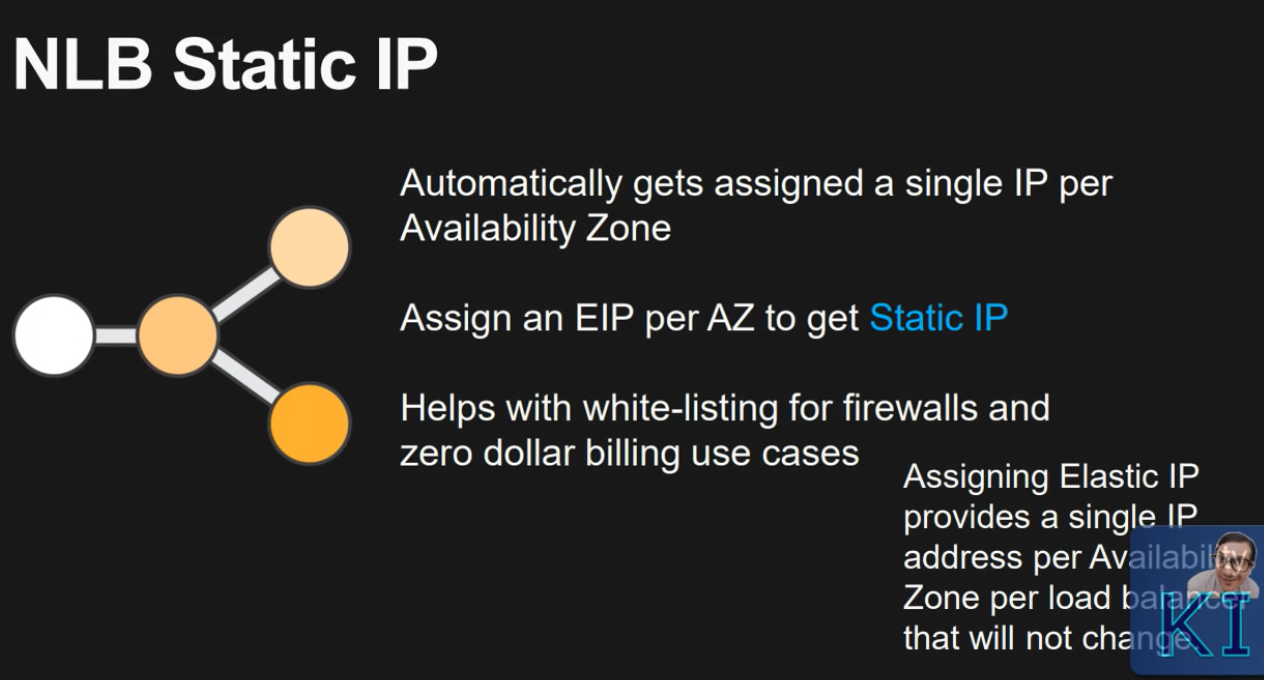 NLB Static IP
Automatically gets assigned a single IP per
Availability Zone
Assign an EIP per AZ to get Static IP
Helps with white-listing for firewalls and
zero dollar billing use cases
Assigning Elastic IP
provides a single IP
address per Availability
Zone per load balancer
that will not change
KI